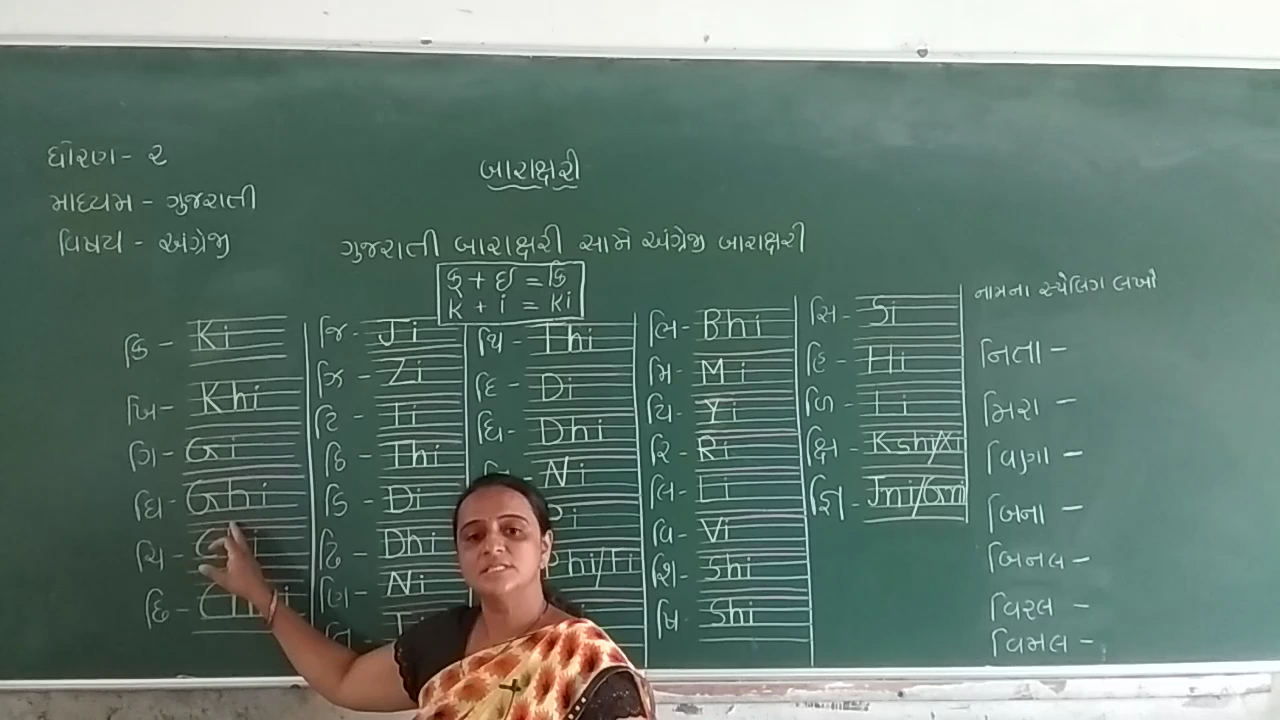 ધોરણ - ૨
માધ્યમ - ગુજરાતી
વિષય - અંગ્રેજી
બારાક્ષરી
ગુજરાતી બારાક્ષરી સામે અંગ્રેજી બારાક્ષરી
ક્ + ઇ = કિ
K + i = Ki
કિ - Ki
ખિ - Khi
ગિ - Gi
ઘિ - Ghi
ચિ -
છિ -
જિ - Ji
ઝિ - Zi
ટિ - Ti
ઠિ - Thi
ડિ - Di
ઢિ - Dhi
ણિ - Ni
થિ - Thi
દિ - Di
ધિ - Dhi
Ni
Phi/Fi
ભિ - Bhi
મિ - Mi
યિ - Yi
રિ - Ri
લિ - Li
વિ - Vi
શિ - Shi
ષિ - Shi
સિ - Si
હિ - Hi
ળિ - Li
ક્ષિ - Kshi/Xi
જ્ઞિ - Jni/Gni
નામના સ્પેલિંગ લખો
નિતા -
મિરા -
વિણા -
બિના -
બિનલ -
વિરલ -
વિમલ -